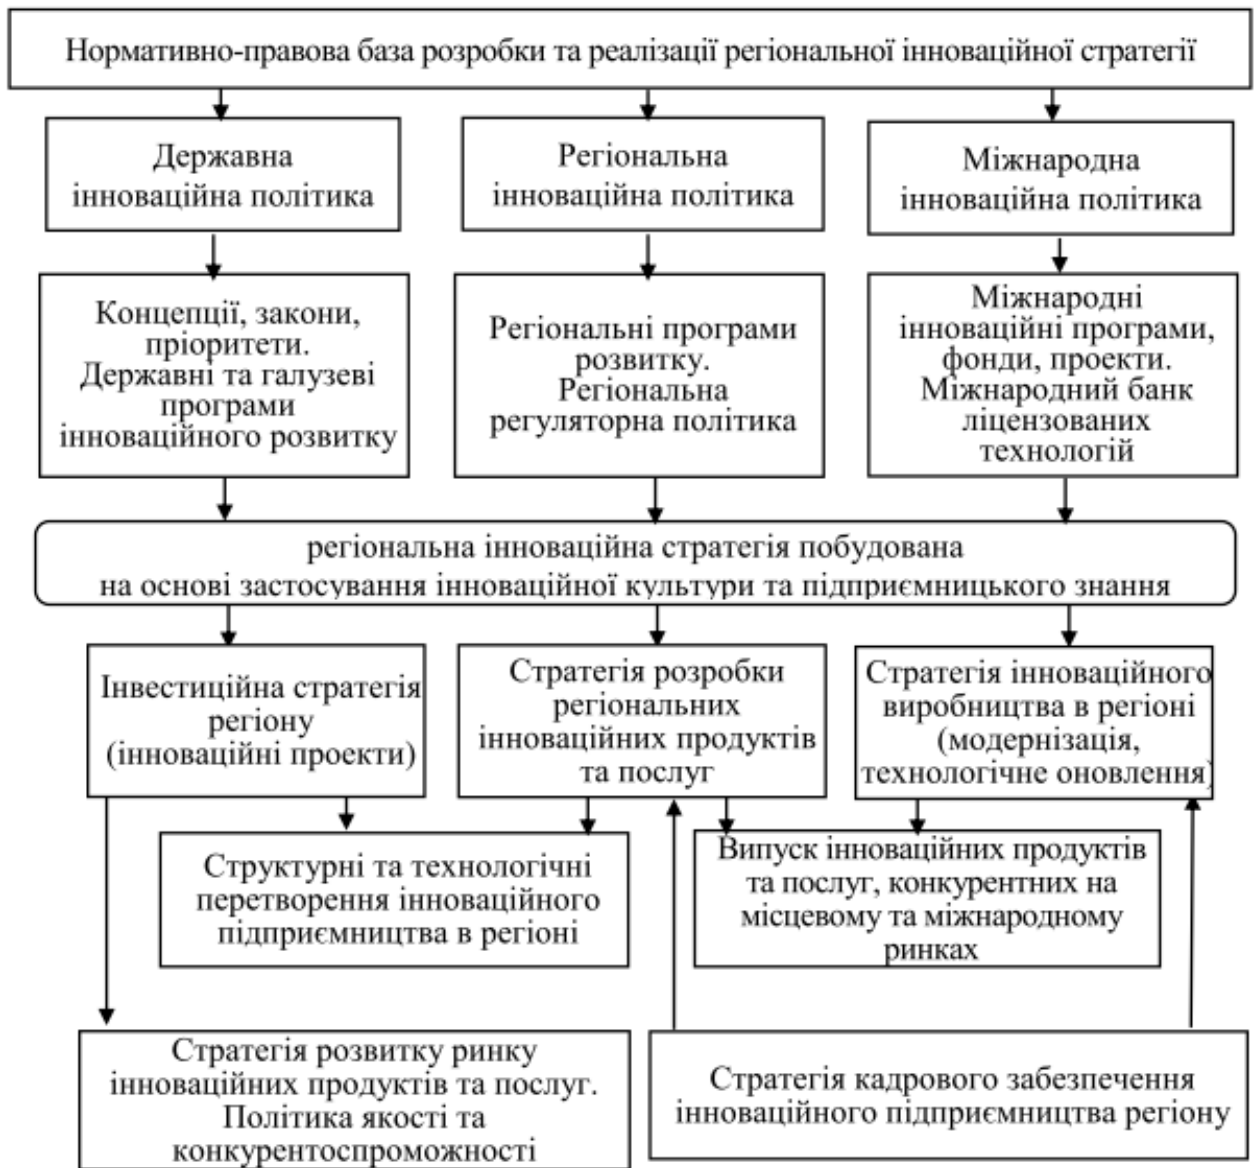 Нормативно-правова база розробки та реалізації регіональної інноваційної стратегії
Державна
інноваційна політика
Регіональна
інноваційна політика
Міжнародна
інноваційна політика
Концепції, закони,
пріоритети.
Державні та галузеві
програми
інноваційного розвитку
Регіональні програми
розвитку.
Регіональна
регуляторна політика
Міжнародні
інноваційні програми,
фонди, проекти.
Міжнародний банк
ліцензованих
технологій
регіональна інноваційна стратегія побудована
на основі застосування інноваційної культури та підприємницького знання
Інвестиційна стратегія
регіону
(інноваційні проекти)
Стратегія розробки
регіональних
інноваційних продуктів
та послуг
Стратегія інноваційного
виробництва в регіоні
(модернізація,
технологічне оновлення)
Структурні та технологічні
перетворення інноваційного
підприємництва в регіоні
Випуск інноваційних продуктів
та послуг, конкурентних на
місцевому та міжнародному
ринках
Стратегія розвитку ринку
інноваційних продуктів та послуг.
Політика якості та
конкурентоспроможності
Стратегія кадрового забезпечення
інноваційного підприємництва регіону